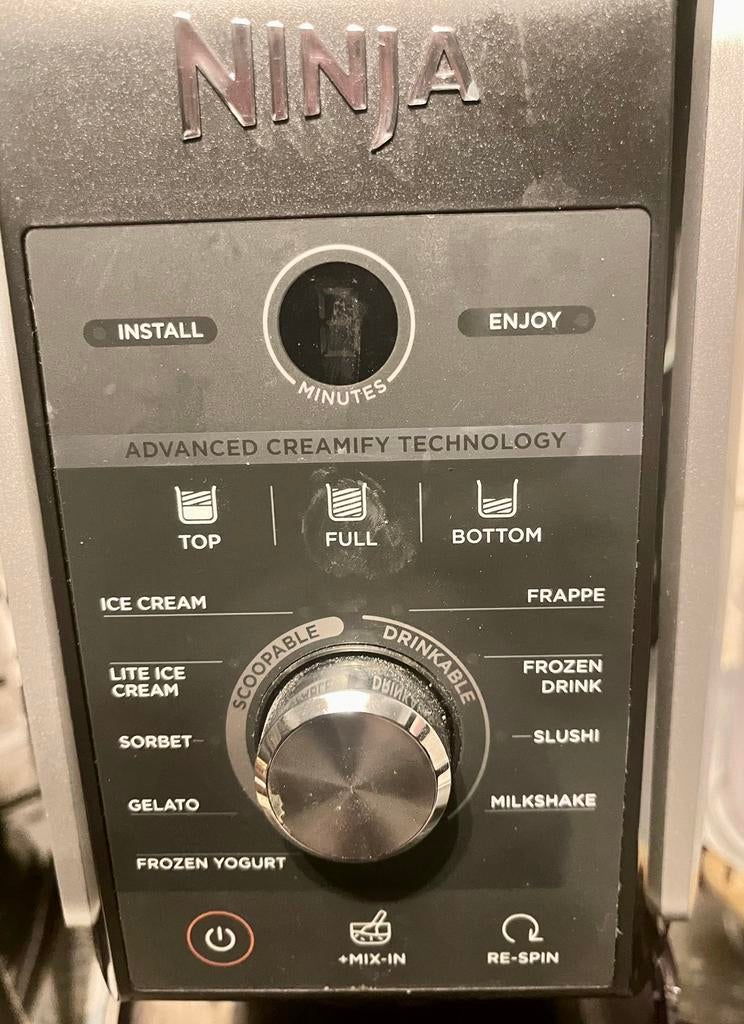 NINJA
INSTALL
ENJOY
MINUTES
ADVANCED CREAMIFY TECHNOLOGY
TOP
FULL
BOTTOM
ICE CREAM
FRAPPE
SCOOPABLE
DRINKABLE
LITE ICE
CREAM
FROZEN
DRINK
SORBET
SLUSHI
GELATO
MILKSHAKE
FROZEN YOGURT
+MIX-IN
RE-SPIN